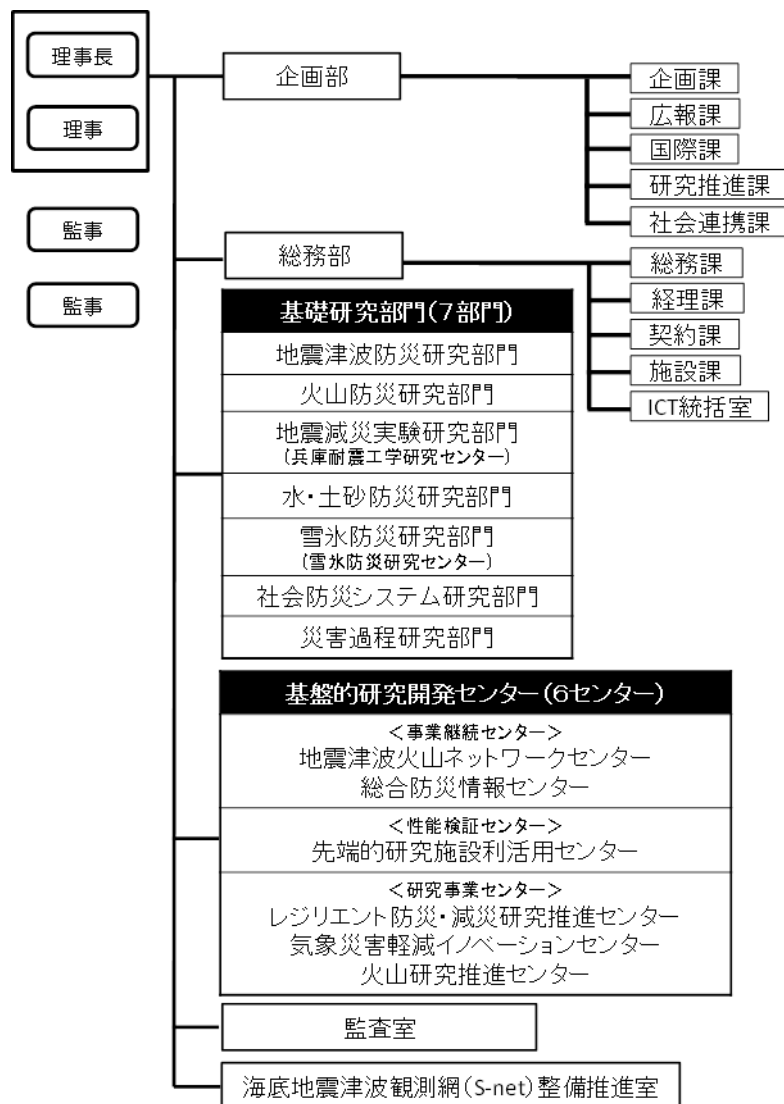 理事長
理事
監事
監事
企画部
企画課
広報課
国際課
研究推進課
社会連携課
総務部
総務課
経理課
契約課
施設課
ICT統括室
基礎研究部門(7部門)
地震津波防災研究部門
火山防災研究部門
地震減災実験研究部門
(兵庫耐震工学研究センター)
水・土砂防災研究部門
雪氷防災研究部門
(雪氷防災研究センター)
社会防災システム研究部門
災害過程研究部門
基盤的研究開発センター(6センター)
<事業継続センター>
地震津波火山ネットワークセンター
総合防災情報センター
<性能検証センター>
先端的研究施設利活用センター
<研究事業センター>
レジリエント防災・減災研究推進センター
気象災害軽減イノベーションセンター
火山研究推進センター
監査室
海底地震津波観測網(S-net)整備推進室